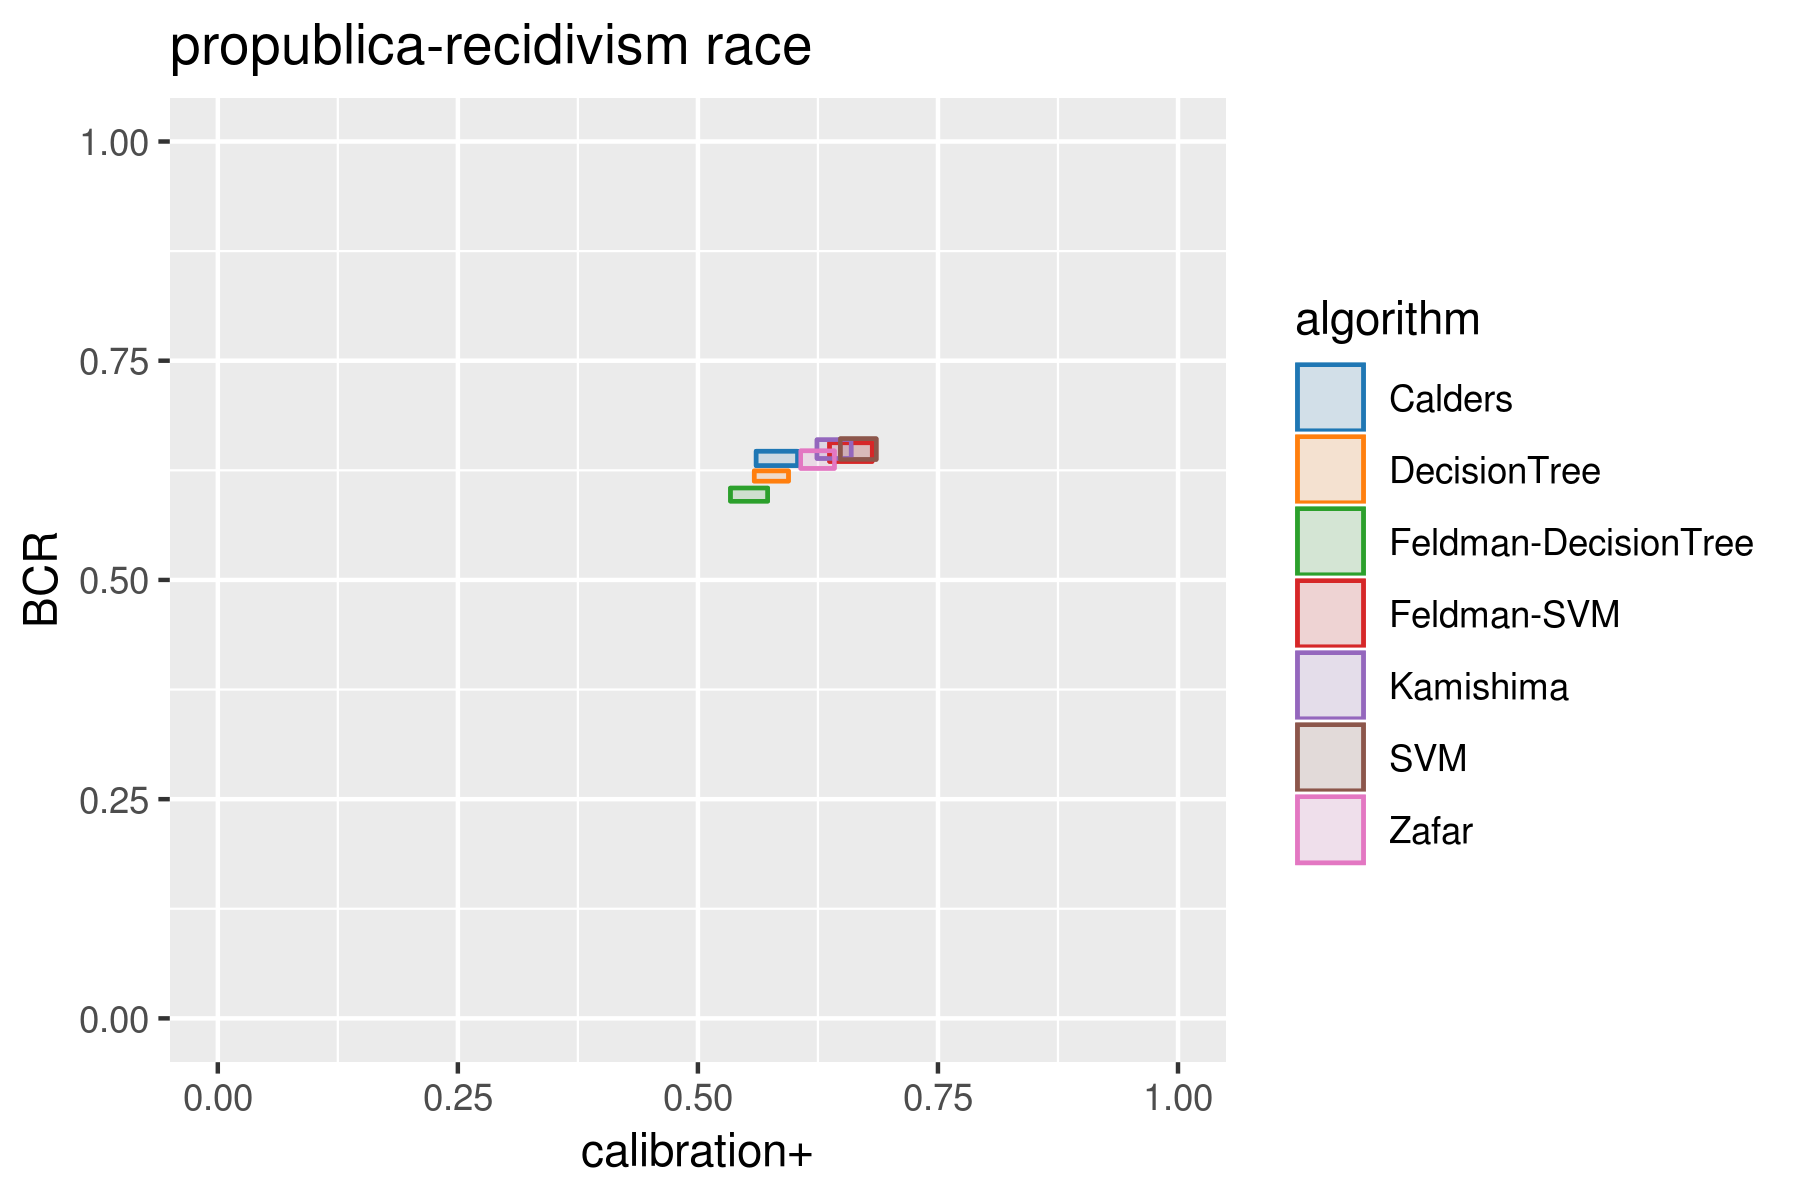 propublica-recidivism race
1.00
0.75
0.50
0.25
0.00
BCR
0.00
0.25
0.50
0.75
1.00
calibration+
algorithm
Calders
DecisionTree
Feldman-DecisionTree
Feldman-SVM
Kamishima
SVM
Zafar